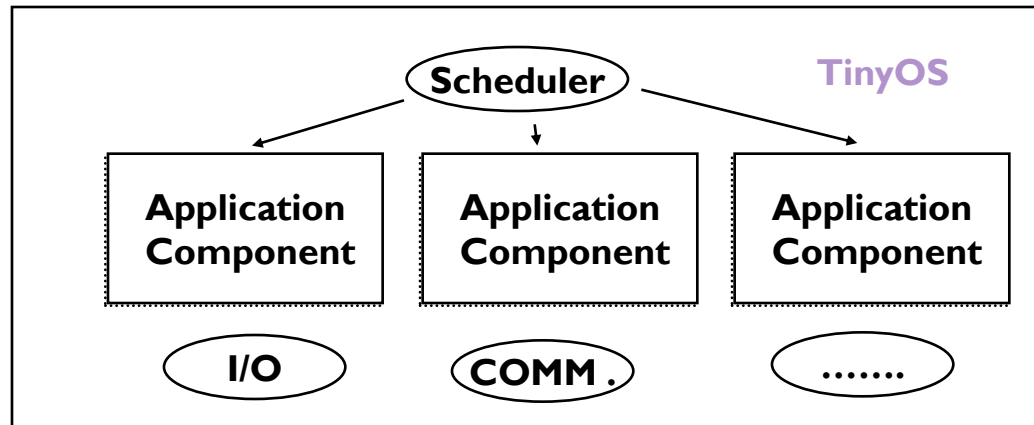 Scheduler
TinyOS
Application
Component
Application
Component
Application
Component
I/O
COMM .
.......